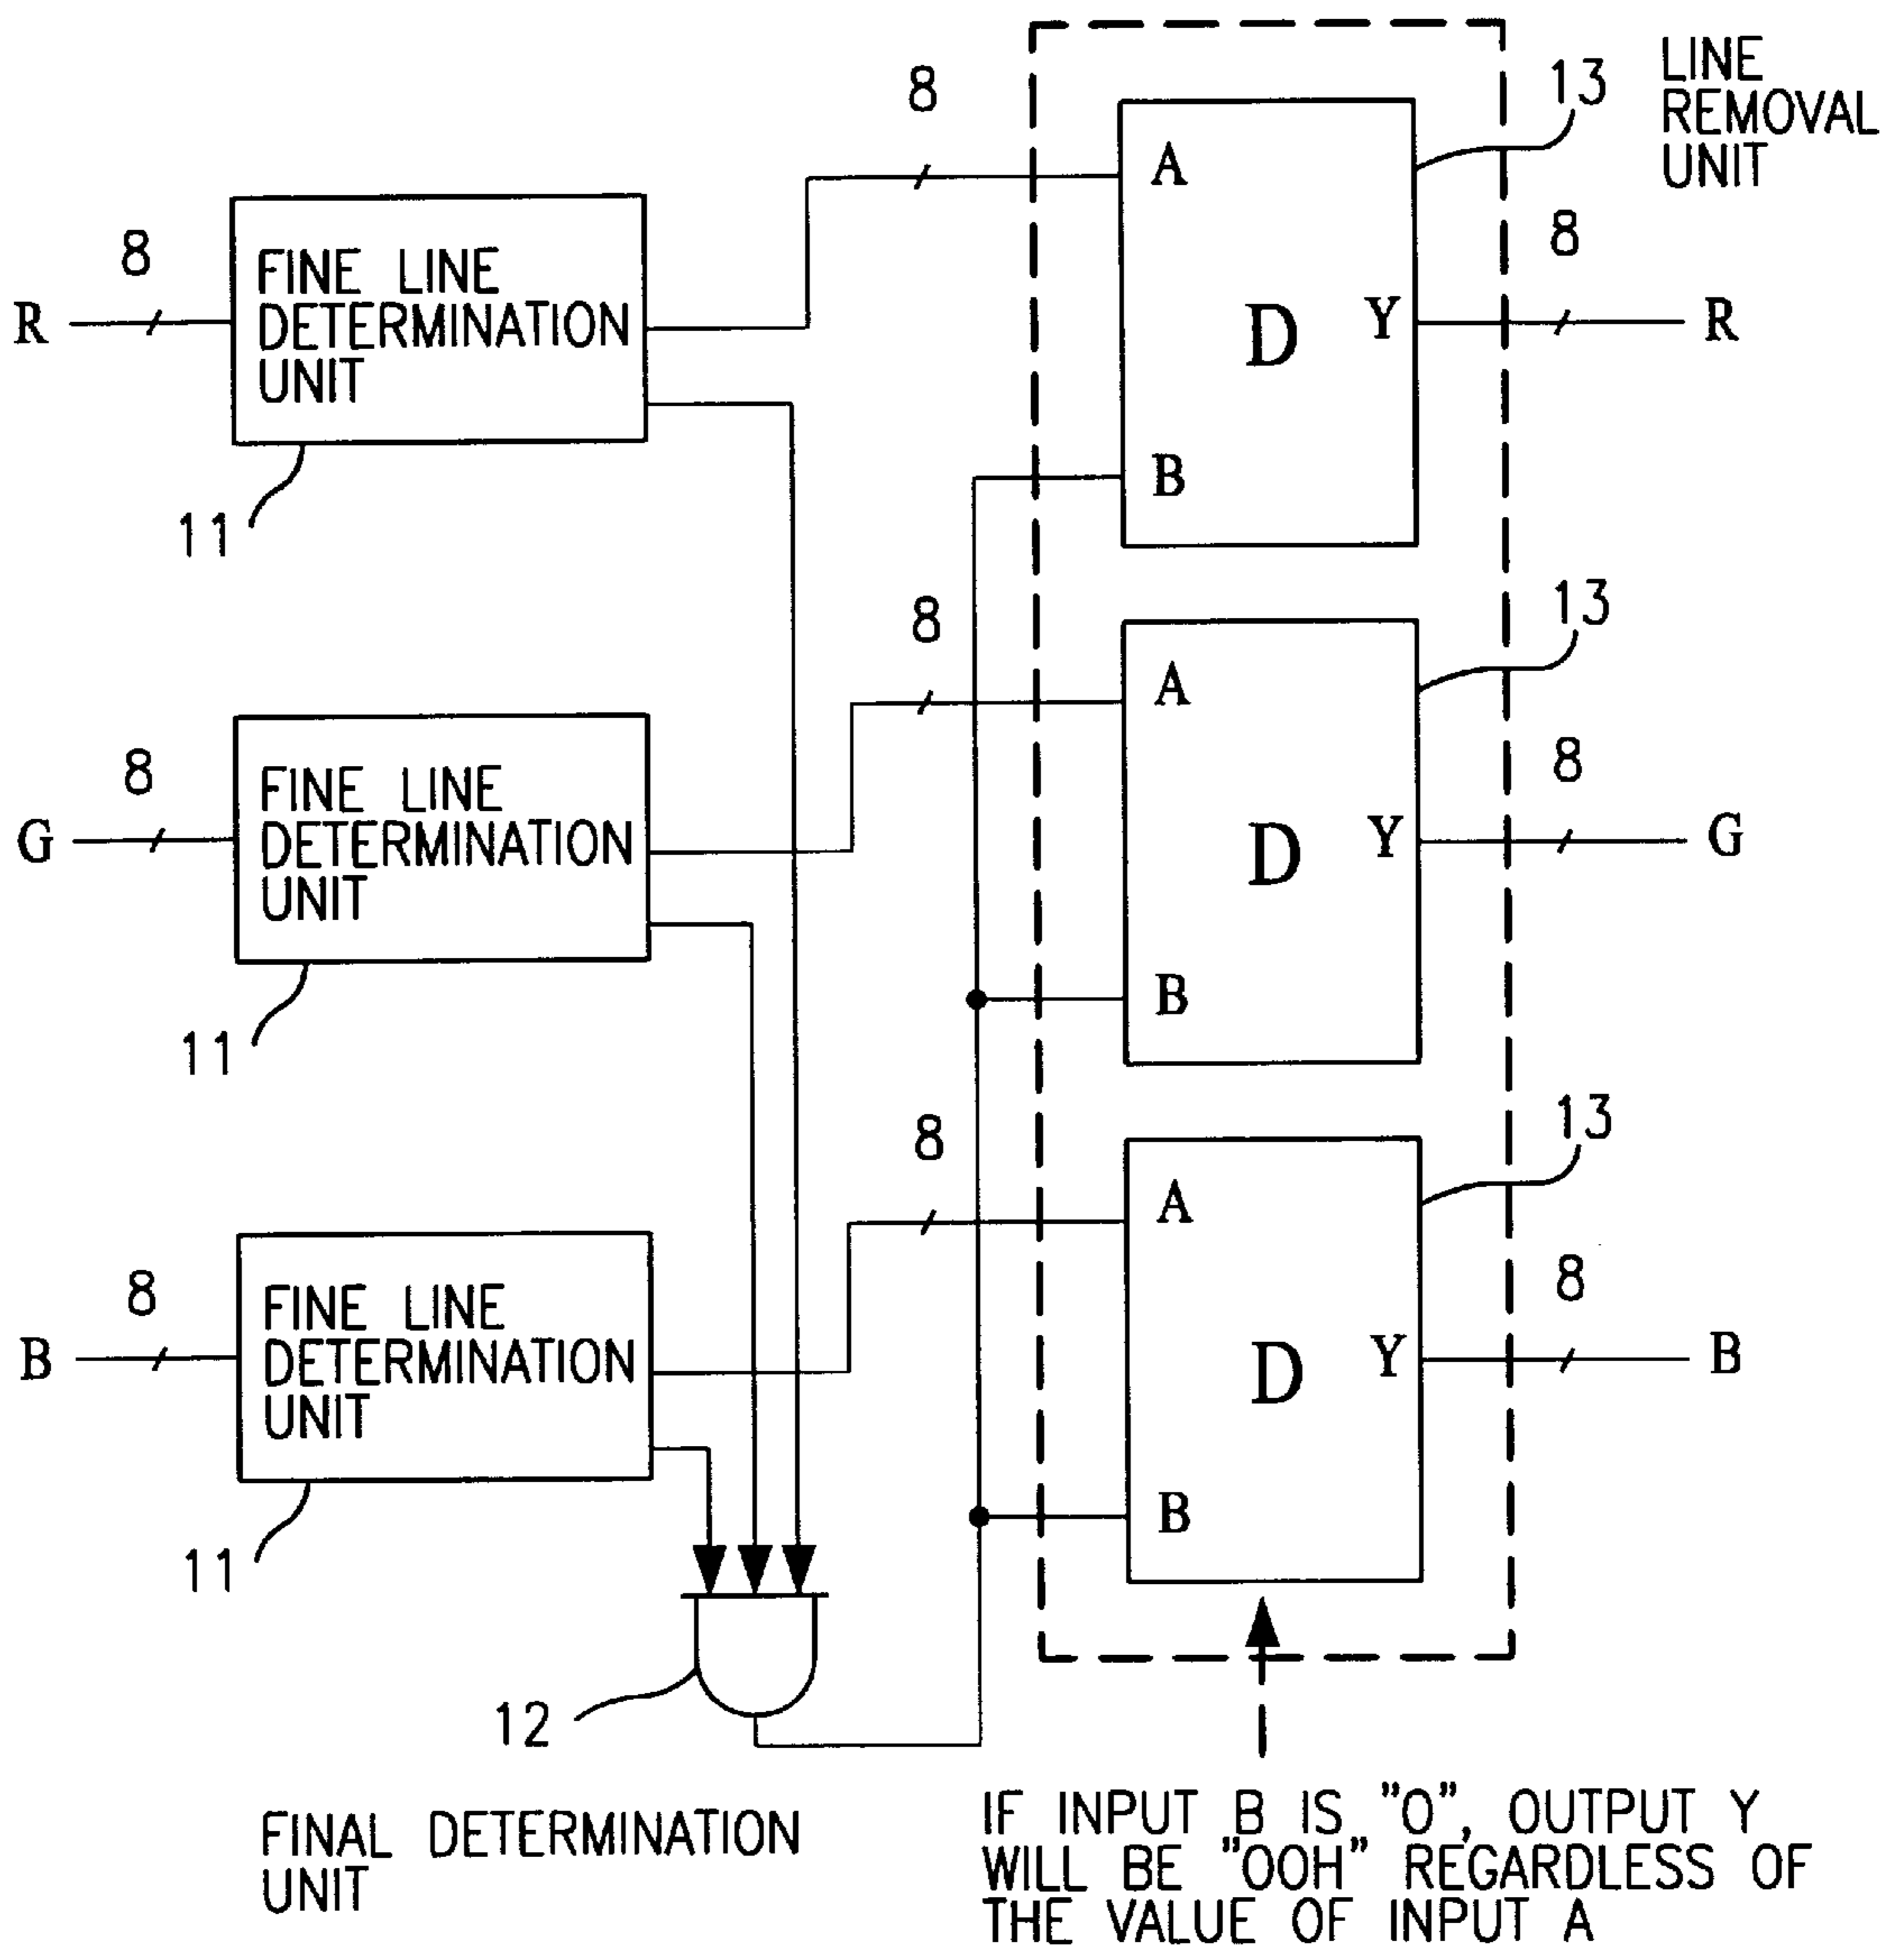 LINE
REMOVAL
UNIT
8
13
A
8
FINE LINE
DETERMINATION
UNIT
8
R
D
Y
R
B
11
8
13
A
8
FINE LINE
DETERMINATION
UNIT
8
G
D
Y
G
B
11
8
13
A
8
FINE LINE
DETERMINATION
UNIT
8
B
D
Y
B
B
11
12
FINAL DETERMINATION
UNIT
IF INPUT B IS "0", OUTPUT Y
WILL BE "00H" REGARDLESS OF
THE VALUE OF INPUT A